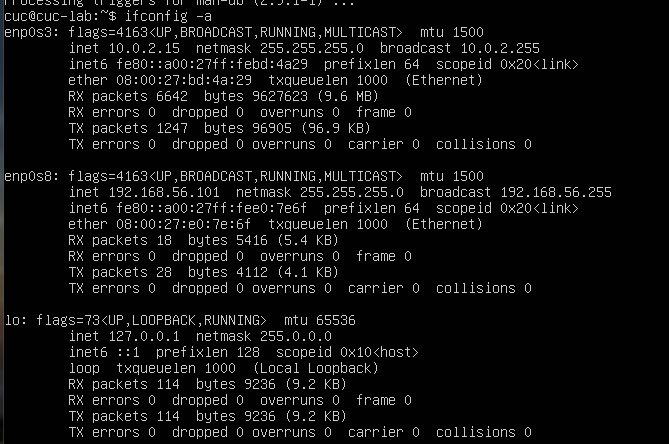 Processing triggers for man-db (2.9.1-1) ...
cuc@cuc-lab:~$ ifconfig -a
enp0s3: flags=4163<UP,BROADCAST,RUNNING,MULTICAST>  mtu 1500
        inet 10.0.2.15  netmask 255.255.255.0  broadcast 10.0.2.255
        inet6 fe80::a00:27ff:febd:4a29  prefixlen 64  scopeid 0x20<link>
        ether 08:00:27:bd:4a:29  txqueuelen 1000  (Ethernet)
        RX packets 6642  bytes 9627623 (9.6 MB)
        RX errors 0  dropped 0  overruns 0  frame 0
        TX packets 1247  bytes 96905 (96.9 KB)
        TX errors 0  dropped 0 overruns 0  carrier 0  collisions 0

enp0s8: flags=4163<UP,BROADCAST,RUNNING,MULTICAST>  mtu 1500
        inet 192.168.56.101  netmask 255.255.255.0  broadcast 192.168.56.255
        inet6 fe80::a00:27ff:fee0:7e6f  prefixlen 64  scopeid 0x20<link>
        ether 08:00:27:e0:7e:6f  txqueuelen 1000  (Ethernet)
        RX packets 18  bytes 5416 (5.4 KB)
        RX errors 0  dropped 0  overruns 0  frame 0
        TX packets 28  bytes 4112 (4.1 KB)
        TX errors 0  dropped 0 overruns 0  carrier 0  collisions 0

lo: flags=73<UP,LOOPBACK,RUNNING>  mtu 65536
        inet 127.0.0.1  netmask 255.0.0.0
        inet6 ::1  prefixlen 128  scopeid 0x10<host>
        loop  txqueuelen 1000  (Local Loopback)
        RX packets 114  bytes 9236 (9.2 KB)
        RX errors 0  dropped 0  overruns 0  frame 0
        TX packets 114  bytes 9236 (9.2 KB)
        TX errors 0  dropped 0 overruns 0  carrier 0  collisions 0